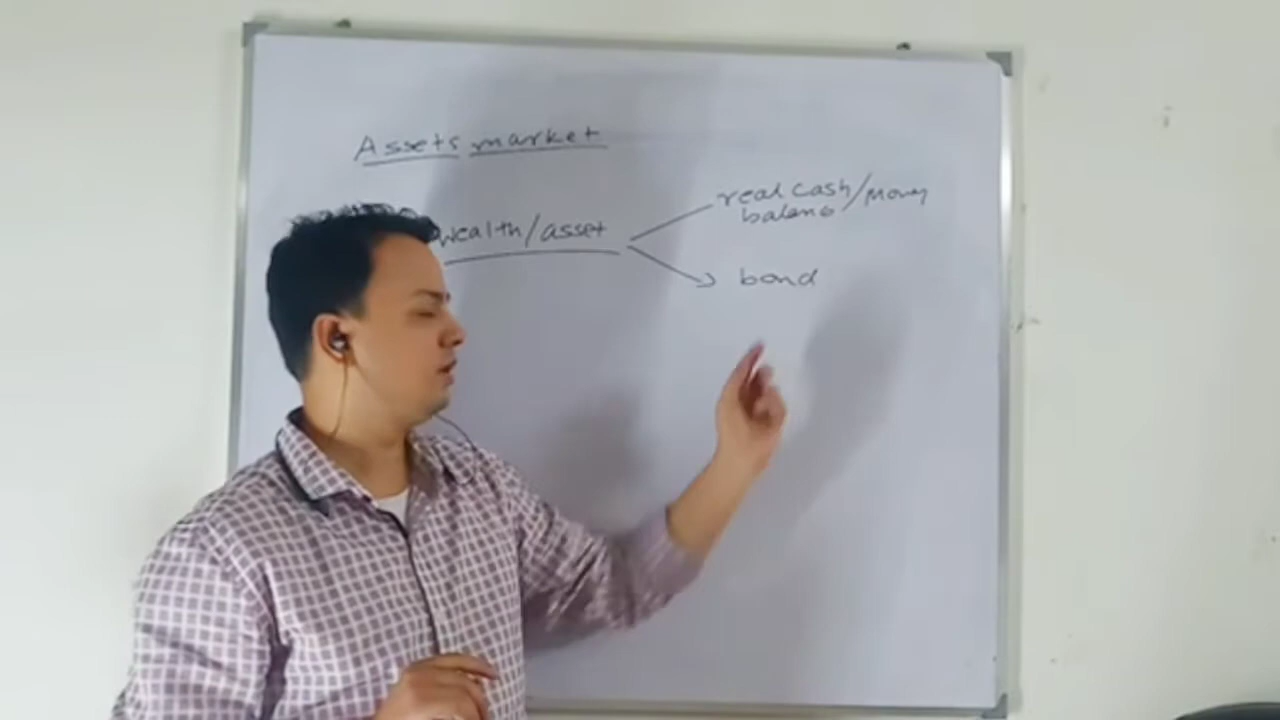 Assets market
wealth/asset
real cash/money
balance
bond